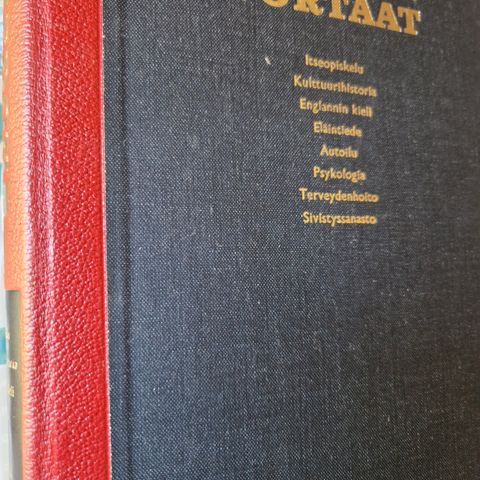 ORTAAT
Itseopiskelu
Kulttuurihistoria
Englannin kieli
Eläintiede
Autoilu
Psykologia
Terveydenhoito
Sivistyssanasto